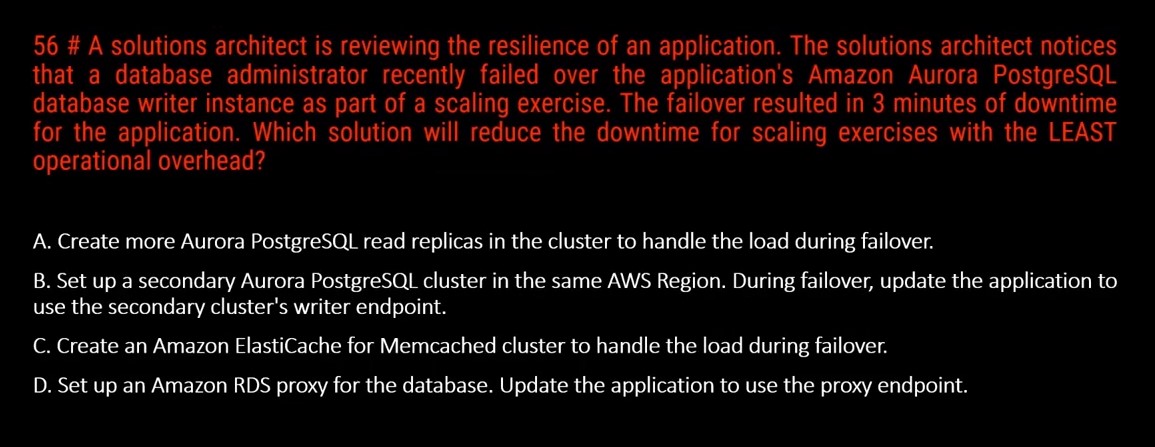 56 # A solutions architect is reviewing the resilience of an application. The solutions architect notices
that a database administrator recently failed over the application's Amazon Aurora PostgreSQL
database writer instance as part of a scaling exercise. The failover resulted in 3 minutes of downtime
for the application. Which solution will reduce the downtime for scaling exercises with the LEAST
operational overhead?
A. Create more Aurora PostgreSQL read replicas in the cluster to handle the load during failover.
B. Set up a secondary Aurora PostgreSQL cluster in the same AWS Region. During failover, update the application to
use the secondary cluster's writer endpoint.
C. Create an Amazon ElastiCache for Memcached cluster to handle the load during failover.
D. Set up an Amazon RDS proxy for the database. Update the application to use the proxy endpoint.